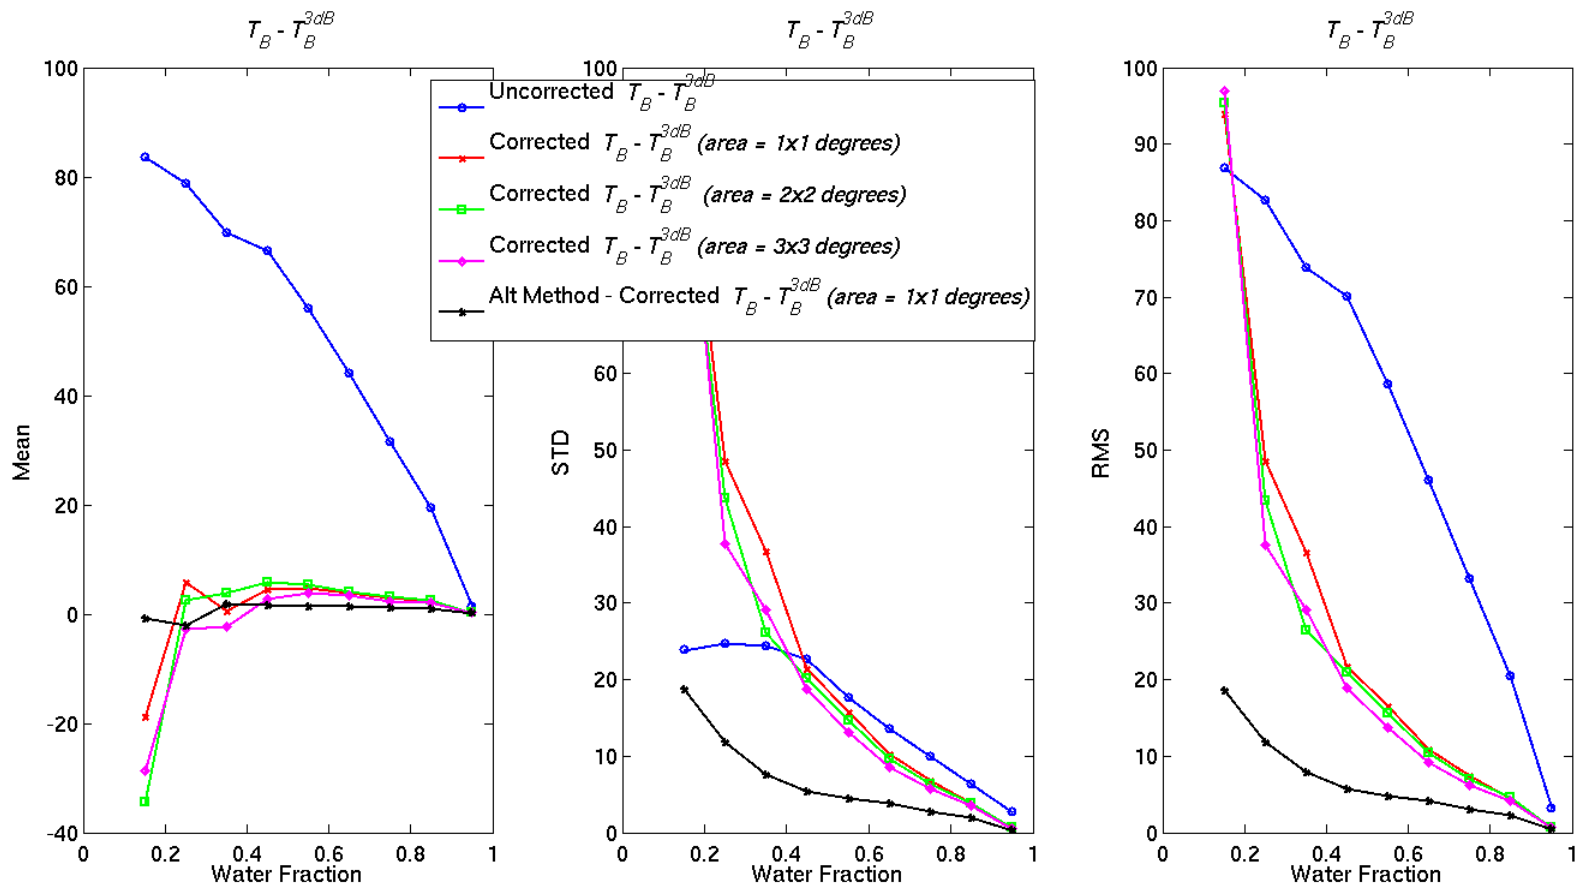 T_B - T_B^3dB
T_B - T_B^3dB
T_B - T_B^3dB
Uncorrected T_B - T_B^3dB
Corrected T_B - T_B^3dB (area = 1x1 degrees)
Corrected T_B - T_B^3dB (area = 2x2 degrees)
Corrected T_B - T_B^3dB (area = 3x3 degrees)
Alt Method - Corrected T_B - T_B^3dB (area = 1x1 degrees)
100
80
60
40
20
0
-20
-40
Mean
0 0.2 0.4 0.6 0.8 1
Water Fraction
100
60
50
40
30
20
10
0
STD
0 0.2 0.4 0.6 0.8 1
Water Fraction
100
90
80
70
60
50
40
30
20
10
0
RMS
0 0.2 0.4 0.6 0.8 1
Water Fraction